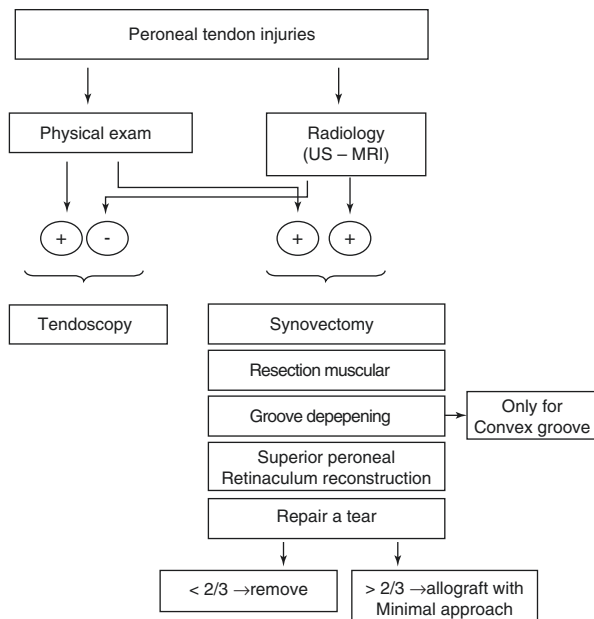 Peroneal tendon injuries
Physical exam
Radiology
(US – MRI)
+
-
+
+
Tendoscopy
Synovectomy
Resection muscular
Groove depepening
Only for
Convex groove
Superior peroneal
Retinaculum reconstruction
Repair a tear
< 2/3 →remove
> 2/3 →allograft with
Minimal approach